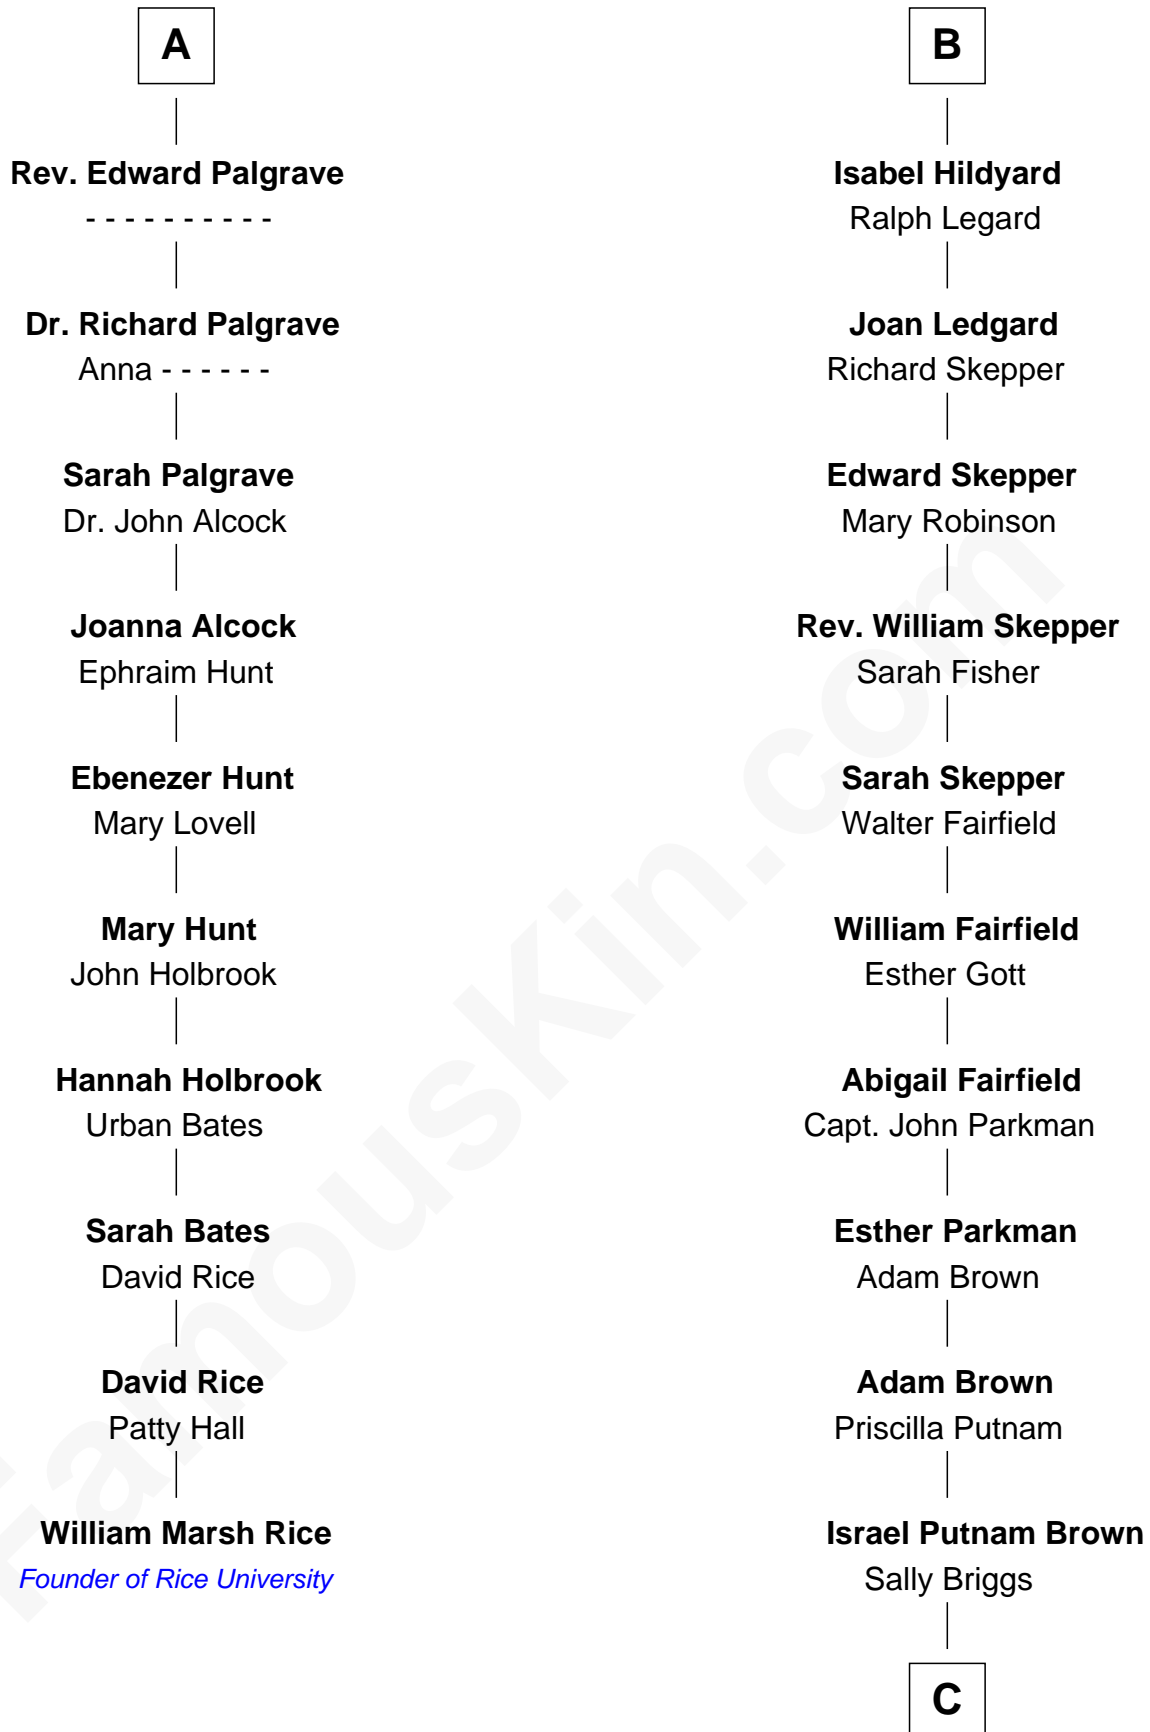 A
Rev. Edward Palgrave
- - - - - - - - - -
Dr. Richard Palgrave
Anna - - - - - -
Sarah Palgrave
Dr. John Alcock
Joanna Alcock
Ephraim Hunt
Ebenezer Hunt
Mary Lovell
Mary Hunt
John Holbrook
Hannah Holbrook
Urban Bates
Sarah Bates
David Rice
David Rice
Patty Hall
William Marsh Rice
Founder of Rice University
B
Isabel Hildyard
Ralph Legard
Joan Ledgard
Richard Skepper
Edward Skepper
Mary Robinson
Rev. William Skepper
Sarah Fisher
Sarah Skepper
Walter Fairfield
William Fairfield
Esther Gott
Abigail Fairfield
Capt. John Parkman
Esther Parkman
Adam Brown
Adam Brown
Priscilla Putnam
Israel Putnam Brown
Sally Briggs
C
FamousKin.com